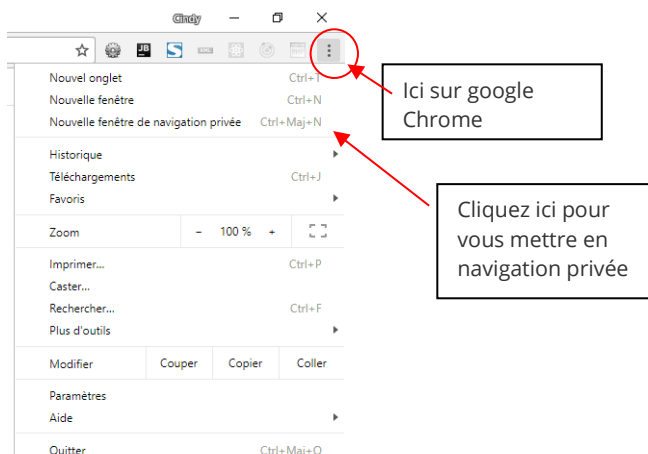 Cindy
JB
S
Nouvel onglet Ctrl+T
Nouvelle fenêtre Ctrl+N
Nouvelle fenêtre de navigation privée Ctrl+Maj+N
Ici sur google
Chrome
Historique
Téléchargements Ctrl+J
Favoris
Cliquez ici pour
vous mettre en
navigation privée
Zoom - 100 % +
Imprimer... Ctrl+P
Caster...
Rechercher... Ctrl+F
Plus d'outils
Modifier Couper Copier Coller
Paramètres
Aide
Quitter Ctrl+Maj+Q